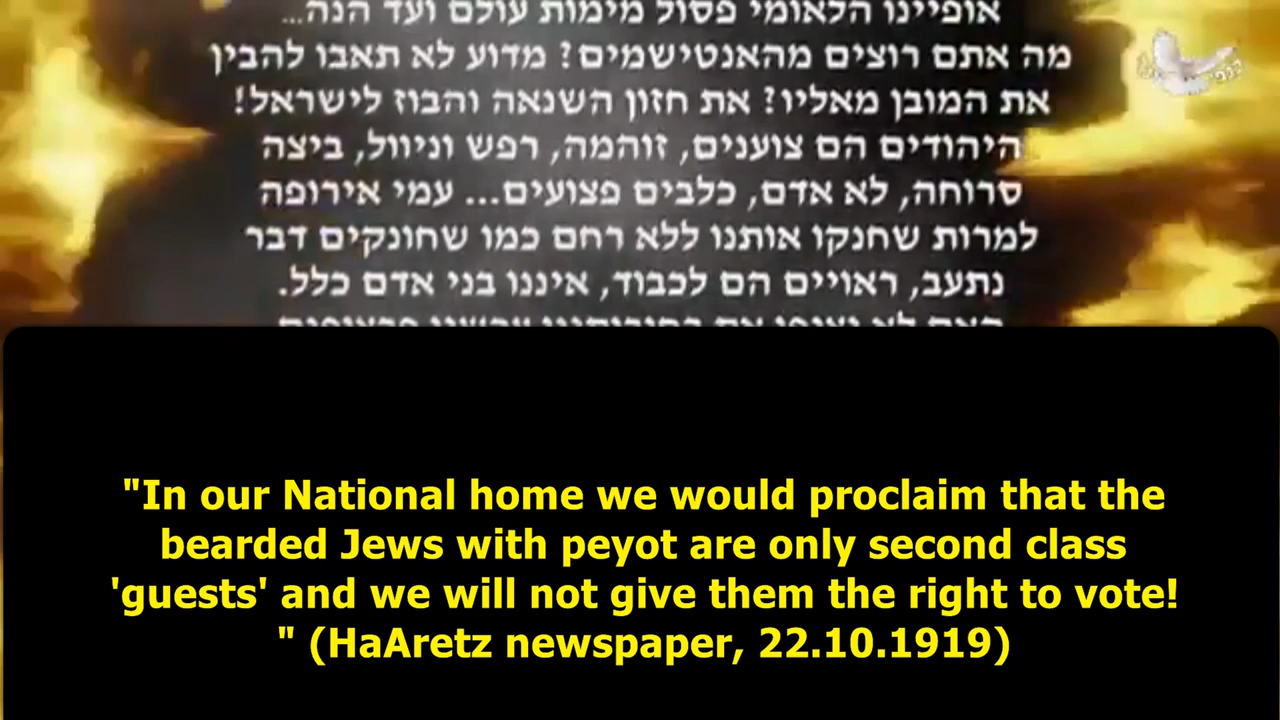 אופיינו הלאומי פסול מימות עולם ועד הנה...
מה אתם רוצים מהאנטישמים? מדוע לא תאבו להבין
את המובן מאליו? את חזון השנאה והבוז לישראל!
היהודים הם צוענים, זוהמה, רפש וניוול, ביצה
סרוחה, לא אדם, כלבים פצועים... עמי אירופה
למרות שחנקו אותנו ללא רחם כמו שחונקים דבר
נתעב, ראויים הם לכבוד, איננו בני אדם כלל.
"In our National home we would proclaim that the
bearded Jews with peyot are only second class
'guests' and we will not give them the right to vote!
" (HaAretz newspaper, 22.10.1919)